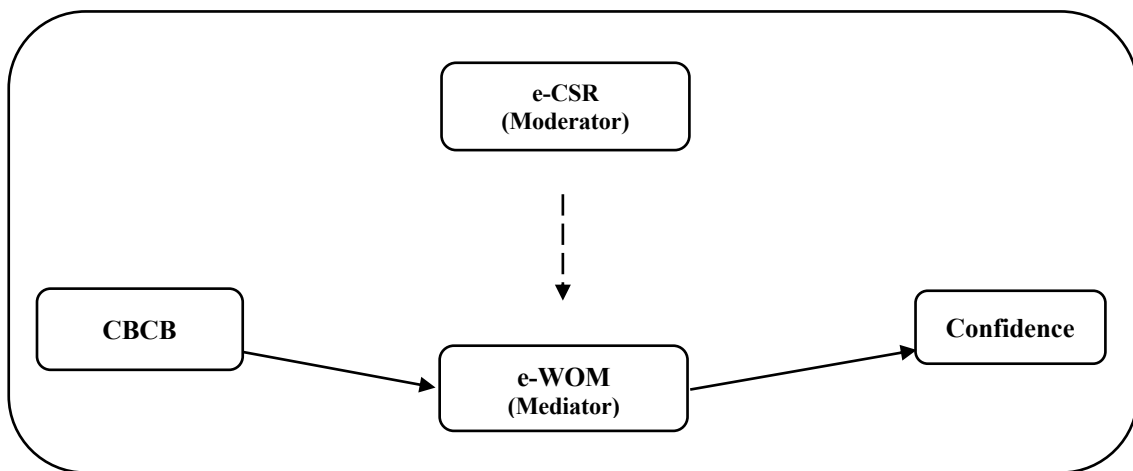 e-CSR
(Moderator)
CBCB
Confidence
e-WOM
(Mediator)